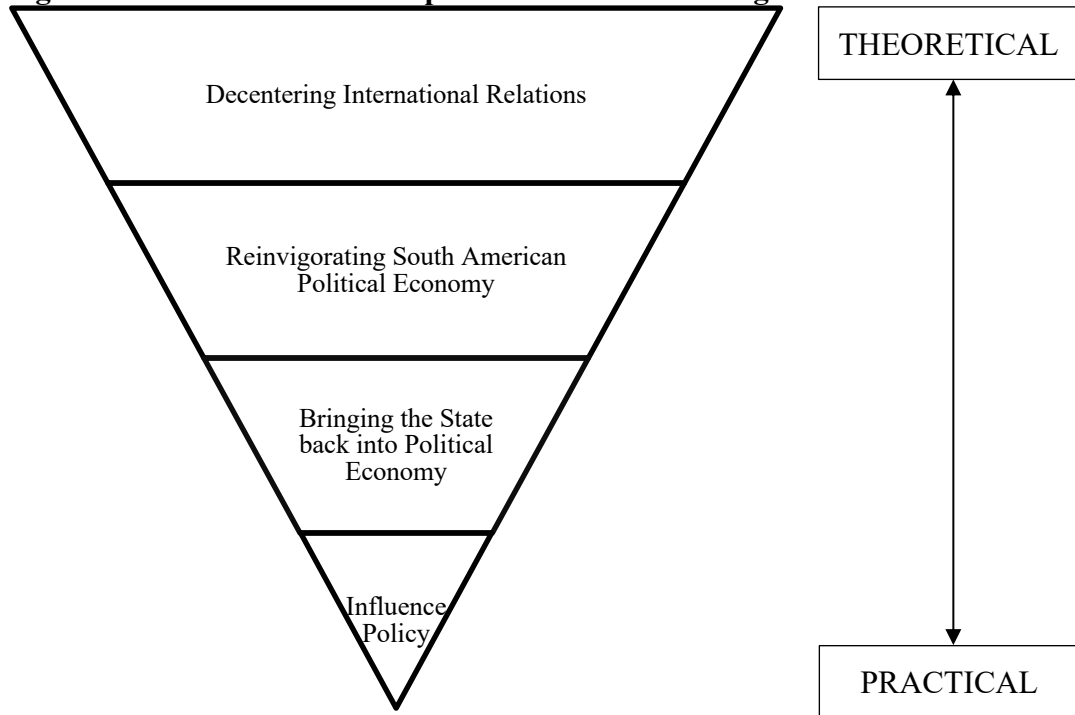 Decentering International Relations
THEORETICAL
Reinvigorating South American
Political Economy
Bringing the State
back into Political
Economy
Influence
Policy
PRACTICAL